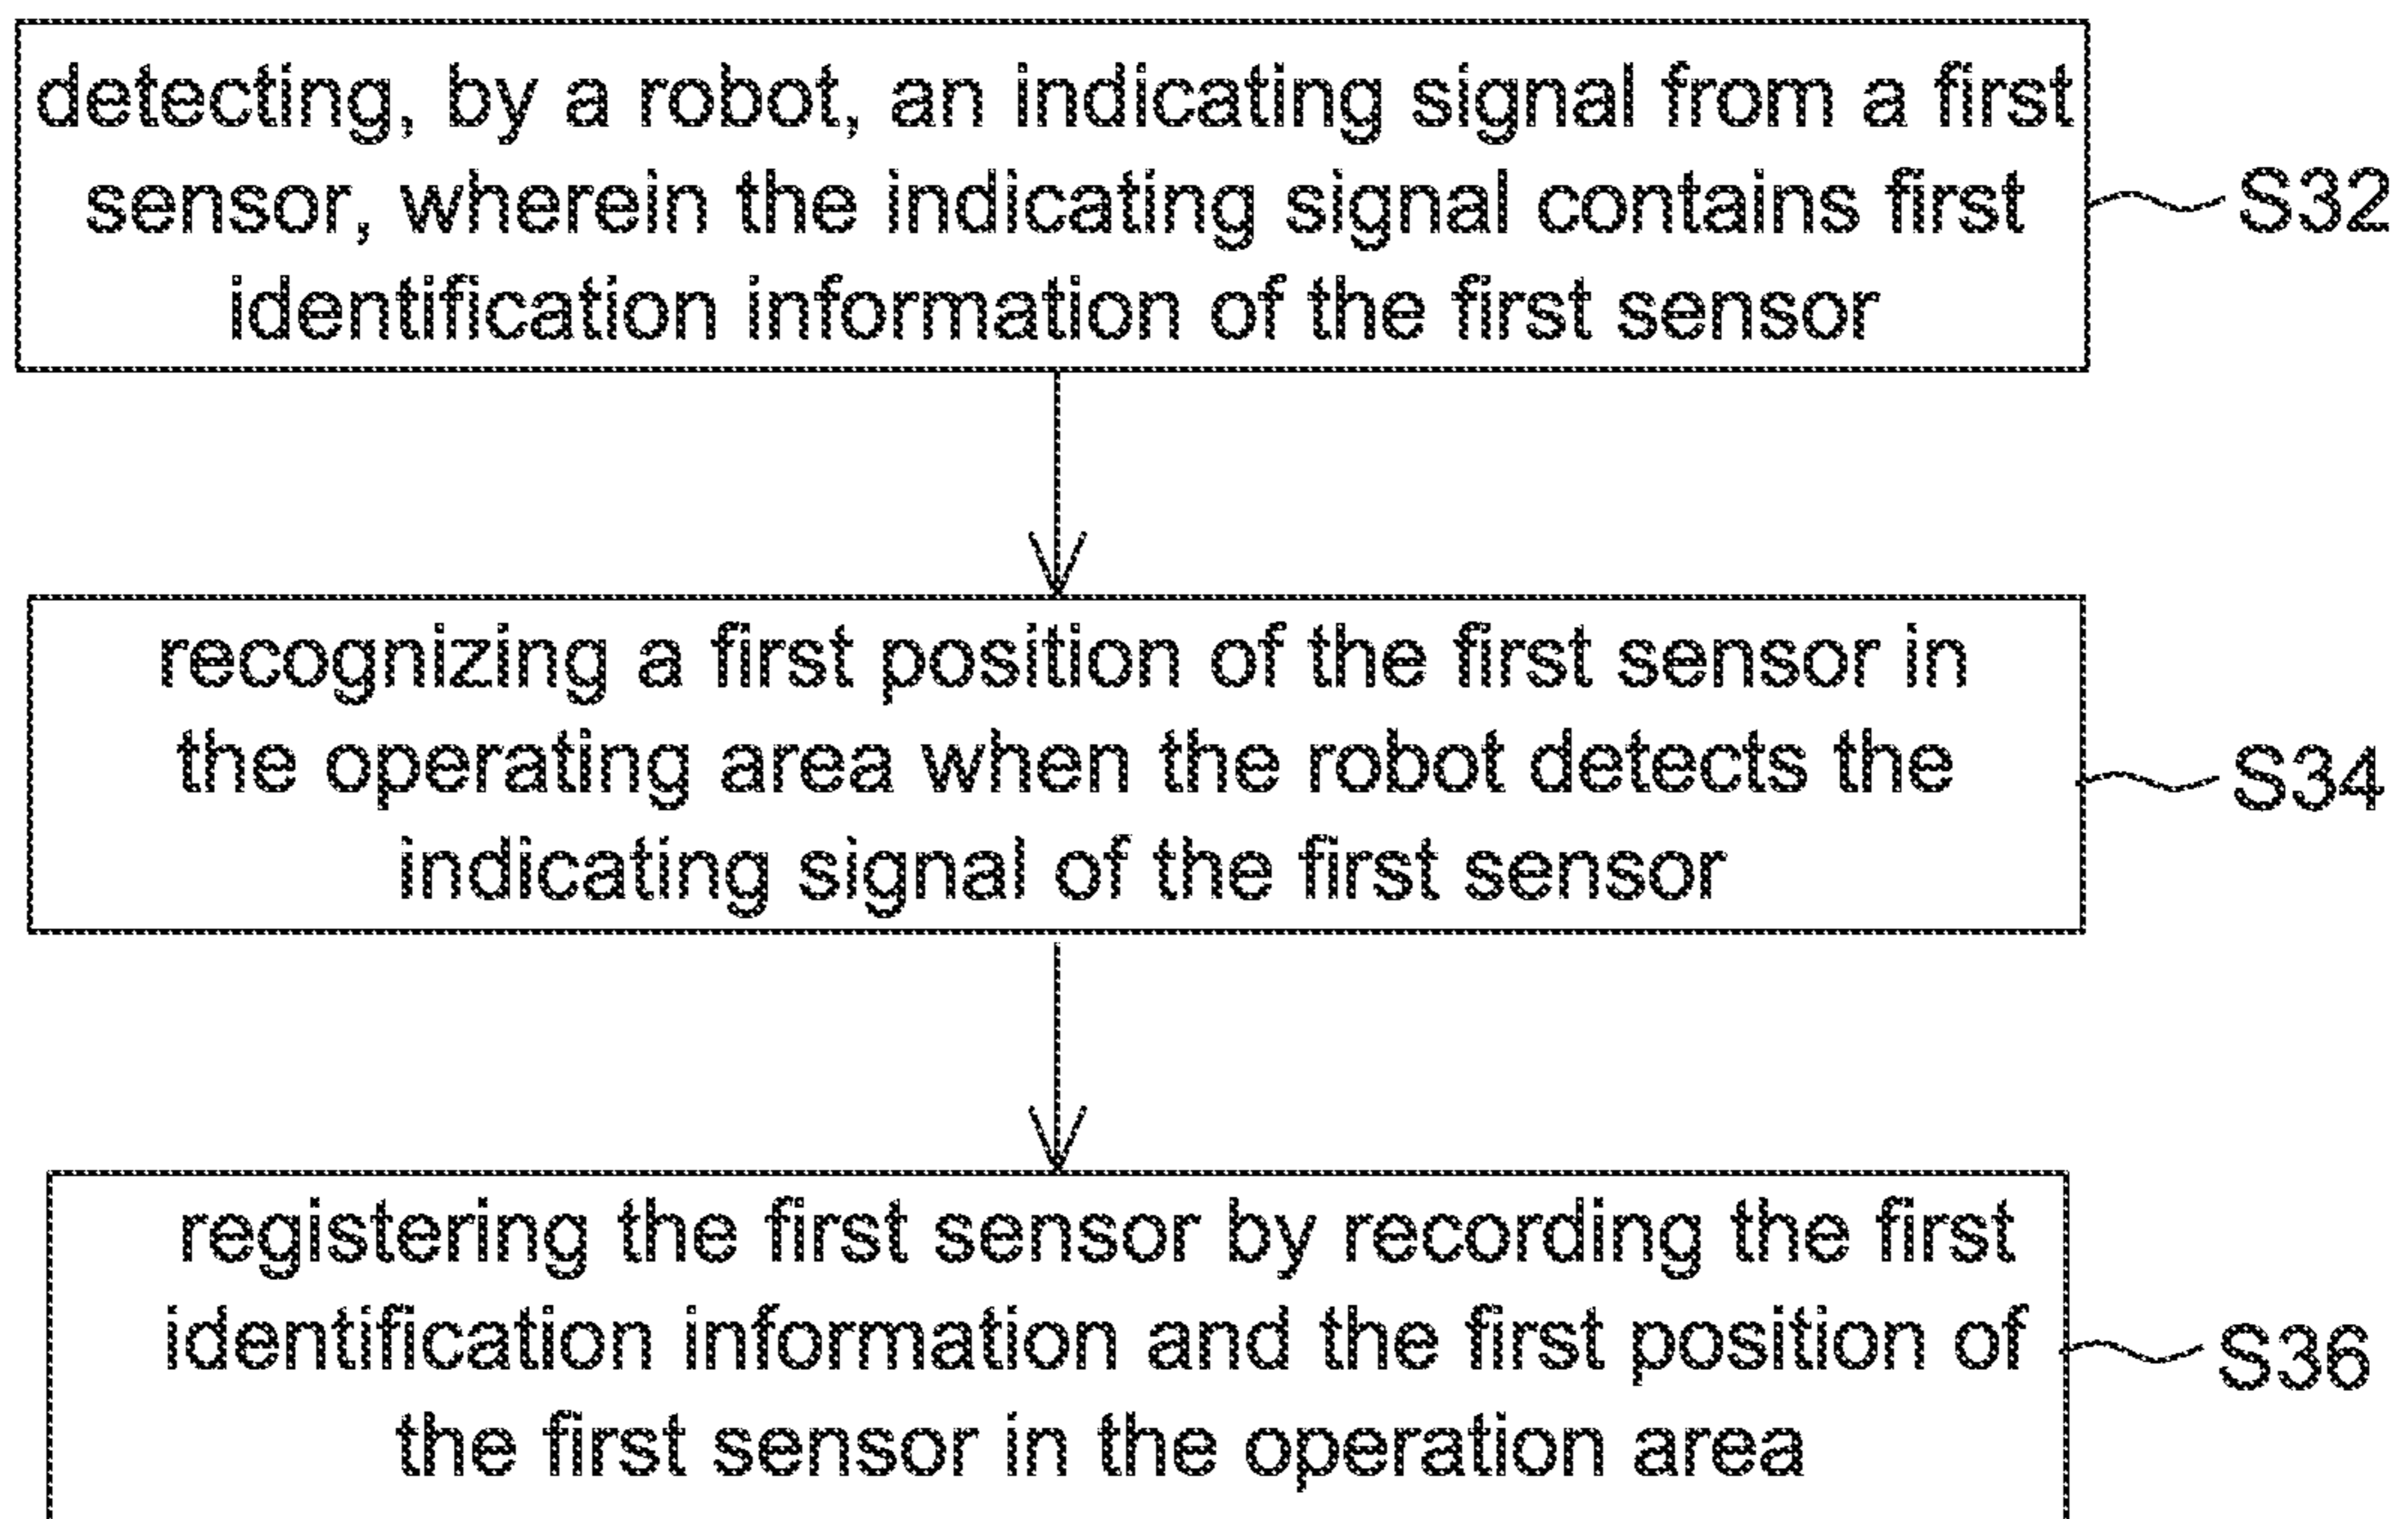 detecting, by a robot, an indicating signal from a first
sensor, wherein the indicating signal contains first
identification information of the first sensor
S32
recognizing a first position of the first sensor in
the operating area when the robot detects the
indicating signal of the first sensor
S34
registering the first sensor by recording the first
identification information and the first position of
the first sensor in the operation area
S36